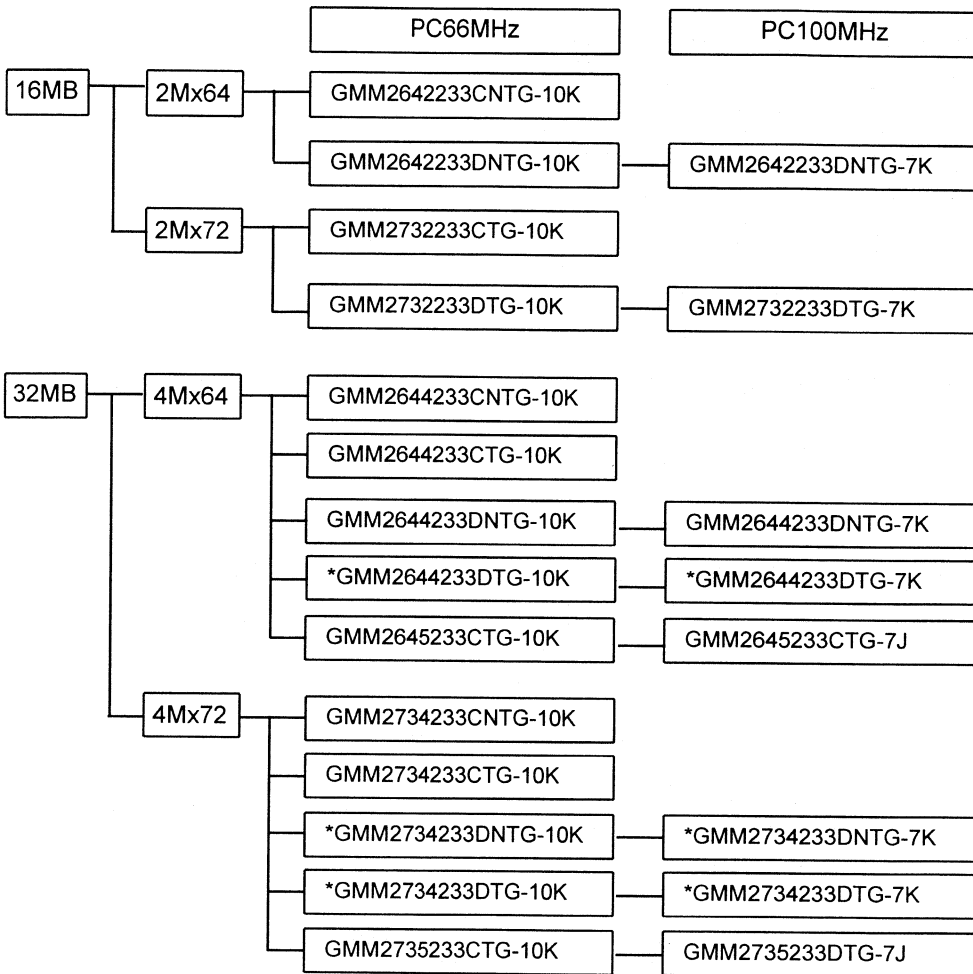 PC66MHz PC100MHz
16MB 2Mx64 GMM2642233CNTG-10K
GMM2642233DNTG-10K GMM2642233DNTG-7K
2Mx72 GMM2732233CTG-10K
GMM2732233DTG-10K GMM2732233DTG-7K
32MB 4Mx64 GMM2644233CNTG-10K
GMM2644233CTG-10K
GMM2644233DNTG-10K GMM2644233DNTG-7K
*GMM2644233DTG-10K *GMM2644233DTG-7K
GMM2645233CTG-10K GMM2645233CTG-7J
4Mx72 GMM2734233CNTG-10K
GMM2734233CTG-10K
*GMM2734233DNTG-10K *GMM2734233DNTG-7K
*GMM2734233DTG-10K *GMM2734233DTG-7K
GMM2735233CTG-10K GMM2735233DTG-7J